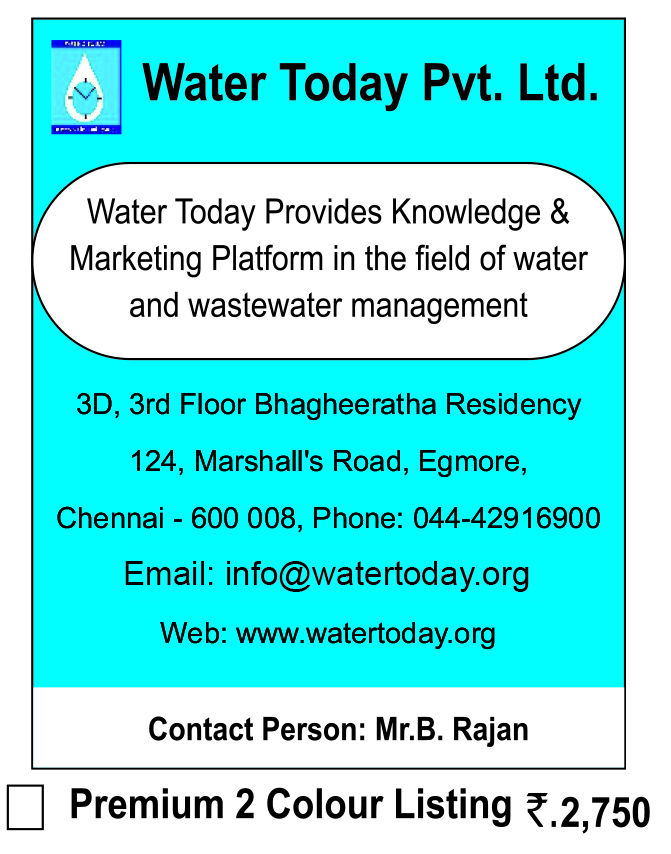 WATER TODAY
Water Today Pvt. Ltd.
Water Today Provides Knowledge &
Marketing Platform in the field of water
and wastewater management
3D, 3rd Floor Bhagheeratha Residency
124, Marshall's Road, Egmore,
Chennai - 600 008, Phone: 044-42916900
Email: info@watertoday.org
Web: www.watertoday.org
Contact Person: Mr.B. Rajan
Premium 2 Colour Listing ₹.2,750